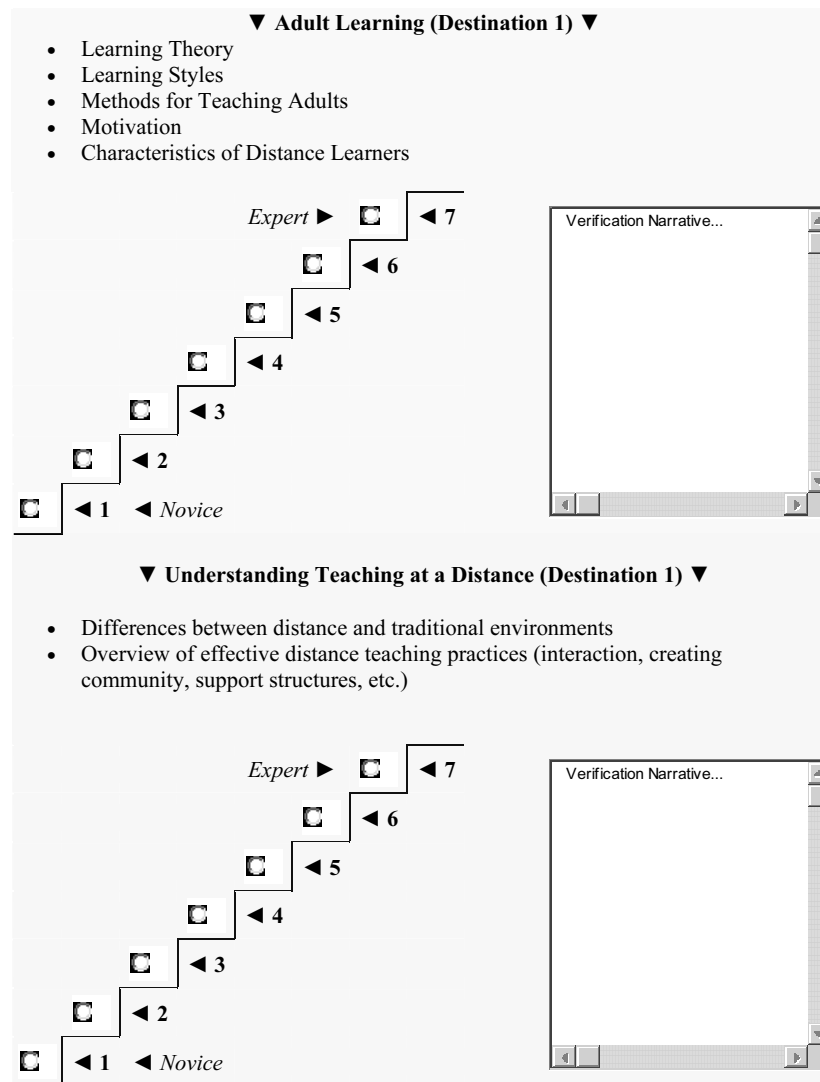 ▼ Adult Learning (Destination 1) ▼
• Learning Theory
• Learning Styles
• Methods for Teaching Adults
• Motivation
• Characteristics of Distance Learners
Expert ► ◄ 7
Verification Narrative...
◄ 6
◄ 5
◄ 4
◄ 3
◄ 2
◄ 1 ◄ Novice
▼ Understanding Teaching at a Distance (Destination 1) ▼
• Differences between distance and traditional environments
• Overview of effective distance teaching practices (interaction, creating
community, support structures, etc.)
Expert ► ◄ 7
Verification Narrative...
◄ 6
◄ 5
◄ 4
◄ 3
◄ 2
◄ 1 ◄ Novice